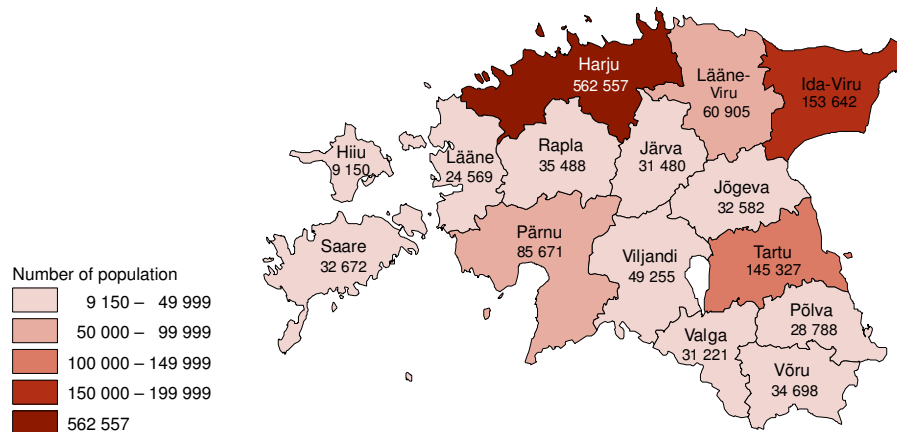 Harju
562 557
Lääne-
Viru
60 905
Ida-Viru
153 642
Hiiu
9 150
Lääne
24 569
Rapla
35 488
Järva
31 480
Jõgeva
32 582
Saare
32 672
Pärnu
85 671
Viljandi
49 255
Tartu
145 327
Põlva
28 788
Valga
31 221
Võru
34 698
Number of population
9 150 – 49 999
50 000 – 99 999
100 000 – 149 999
150 000 – 199 999
562 557